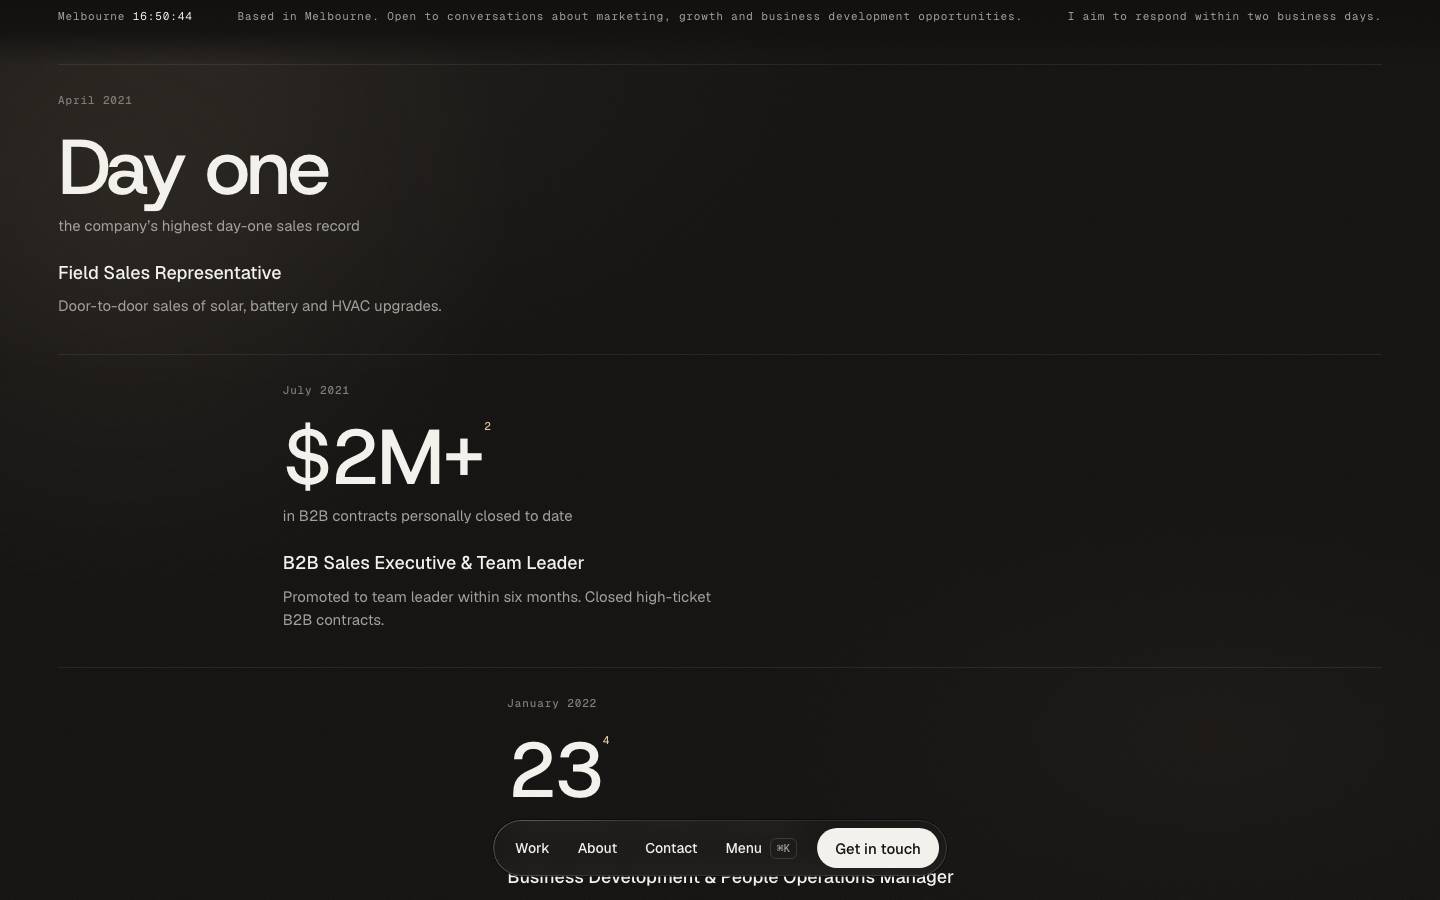 Melbourne 16:50:44
Based in Melbourne. Open to conversations about marketing, growth and business development opportunities.
I aim to respond within two business days.
April 2021
Day one
the company's highest day-one sales record
Field Sales Representative
Door-to-door sales of solar, battery and HVAC upgrades.
July 2021
$2M+ 2
in B2B contracts personally closed to date
B2B Sales Executive & Team Leader
Promoted to team leader within six months. Closed high-ticket
B2B contracts.
January 2022
23 4
Work About Contact Menu ⌘K Get in touch
Business Development & People Operations Manager